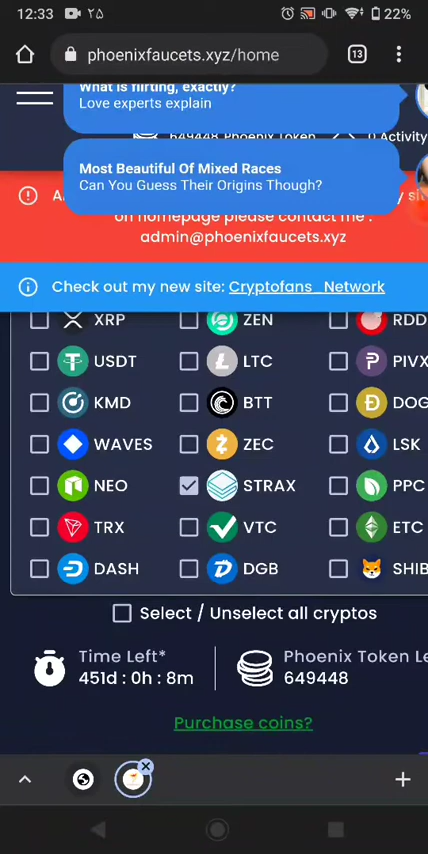 12:33
۲۵
22%
phoenixfaucets.xyz/home
13
What is flirting, exactly?
Love experts explain
649448 Phoenix Token
0 Activity
Most Beautiful Of Mixed Races
Can You Guess Their Origins Though?
on homepage please contact me :
admin@phoenixfaucets.xyz
Check out my new site: Cryptofans_Network
XRP ZEN RDD
USDT LTC PIVX
KMD BTT DOG
WAVES ZEC LSK
NEO STRAX PPC
TRX VTC ETC
DASH DGB SHIB
Select / Unselect all cryptos
Time Left* Phoenix Token Le
451d : 0h : 8m 649448
Purchase coins?